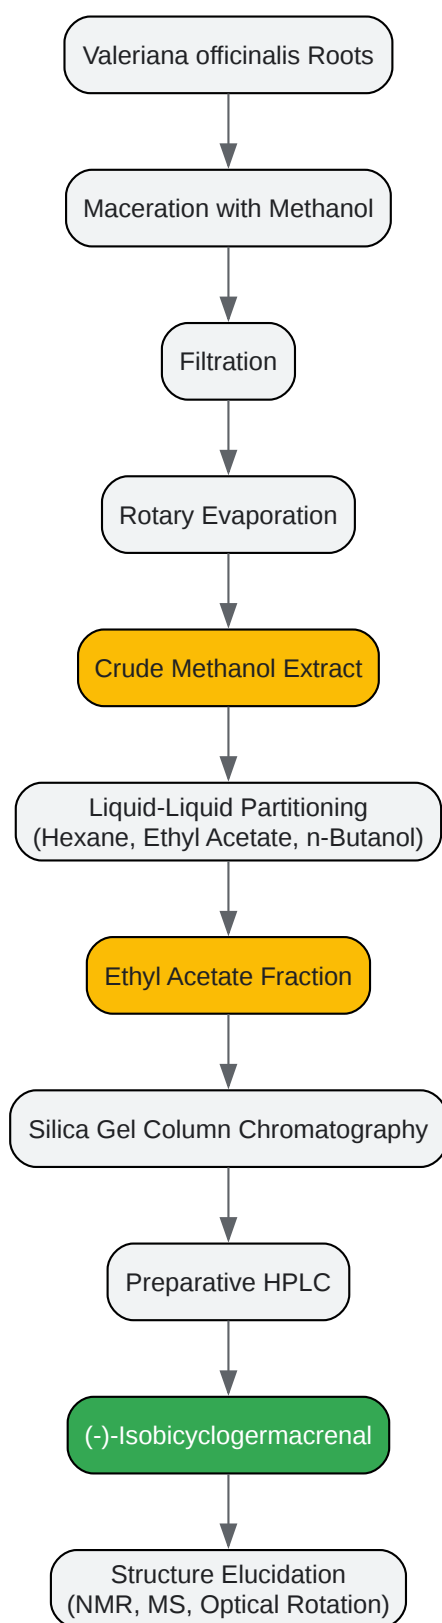 Valeriana officinalis Roots
Maceration with Methanol
Filtration
Rotary Evaporation
Crude Methanol Extract
Liquid-Liquid Partitioning
(Hexane, Ethyl Acetate, n-Butanol)
Ethyl Acetate Fraction
Silica Gel Column Chromatography
Preparative HPLC
(-)-Isobicyclogermacrenal
Structure Elucidation
(NMR, MS, Optical Rotation)